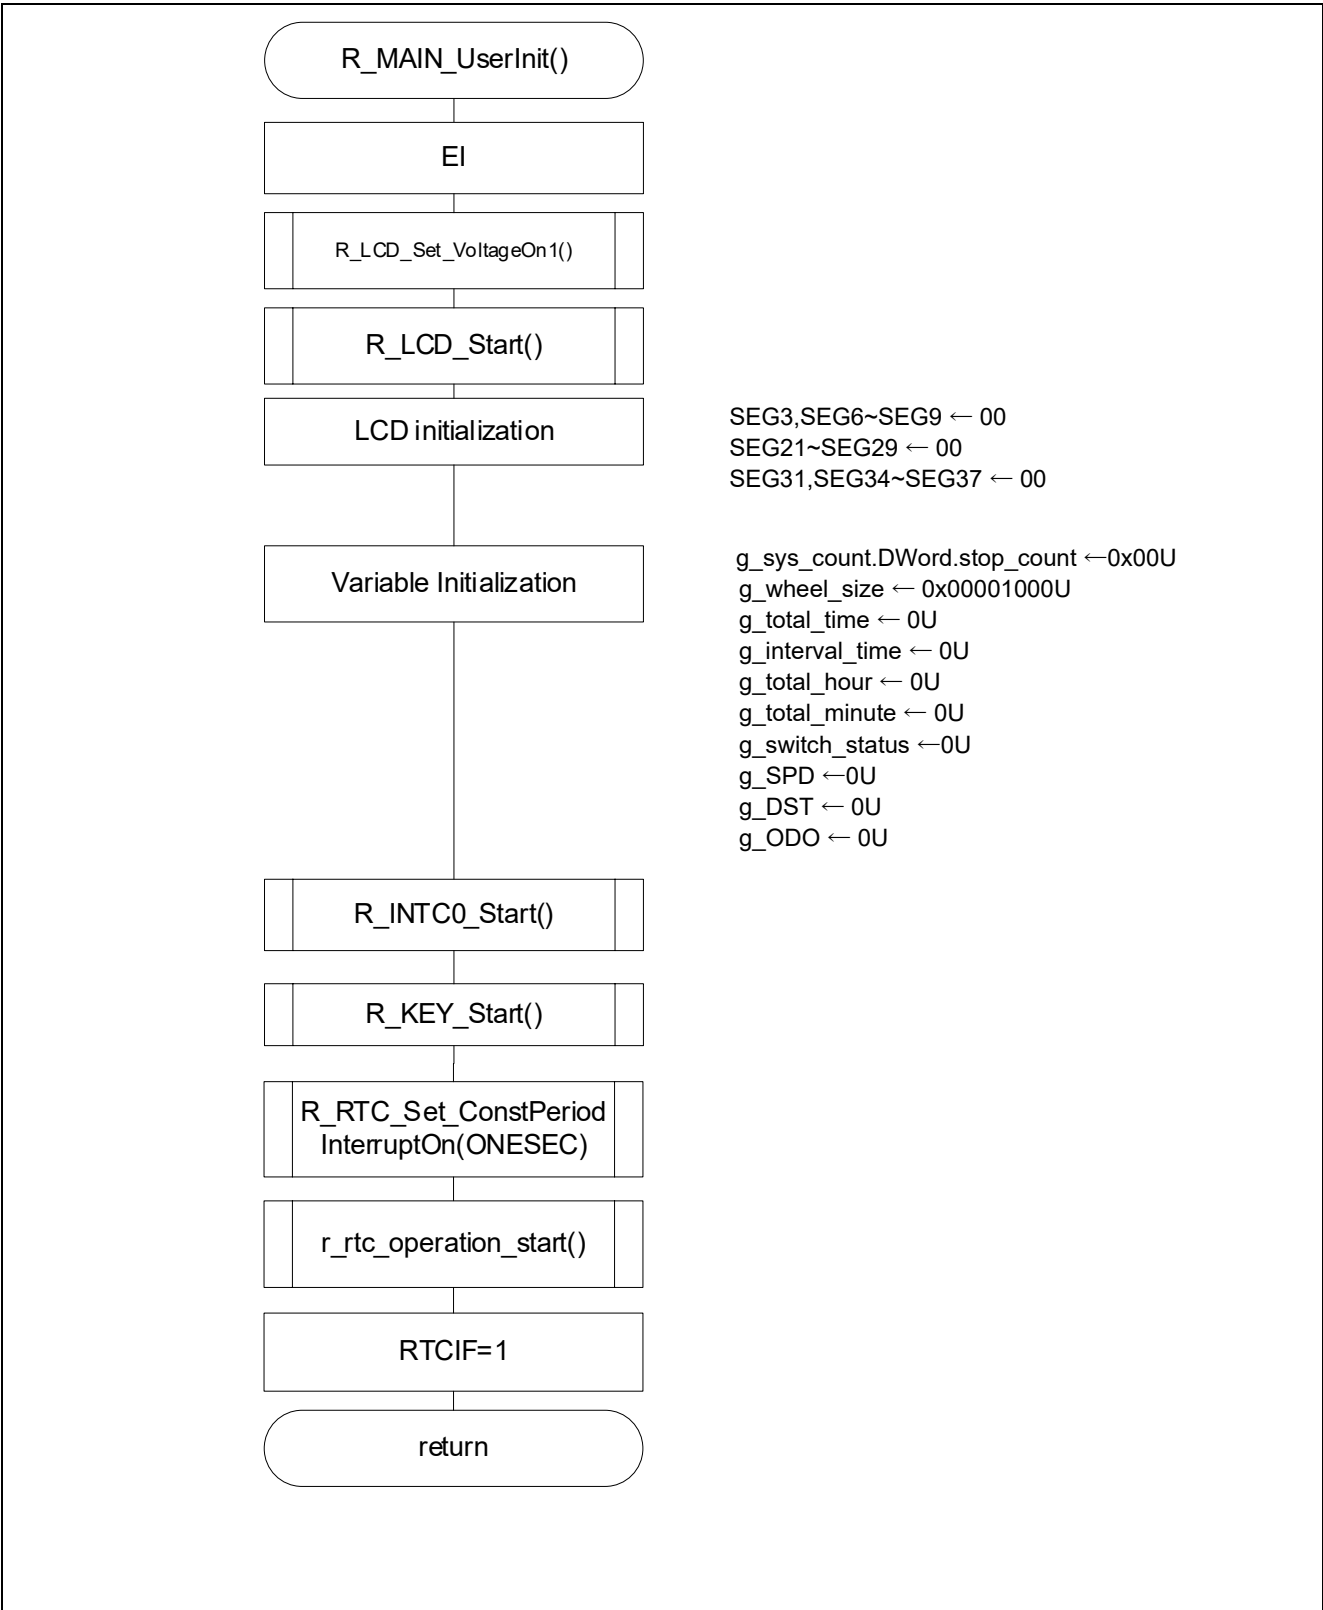 R_MAIN_UserInit()
EI
R_LCD_Set_VoltageOn1()
R_LCD_Start()
LCD initialization
SEG3,SEG6~SEG9 ← 00
SEG21~SEG29 ← 00
SEG31,SEG34~SEG37 ← 00
Variable Initialization
g_sys_count.DWord.stop_count ←0x00U
g_wheel_size ← 0x00001000U
g_total_time ← 0U
g_interval_time ← 0U
g_total_hour ← 0U
g_total_minute ← 0U
g_switch_status ←0U
g_SPD ←0U
g_DST ← 0U
g_ODO ← 0U
R_INTC0_Start()
R_KEY_Start()
R_RTC_Set_ConstPeriod
InterruptOn(ONESEC)
r_rtc_operation_start()
RTCIF=1
return